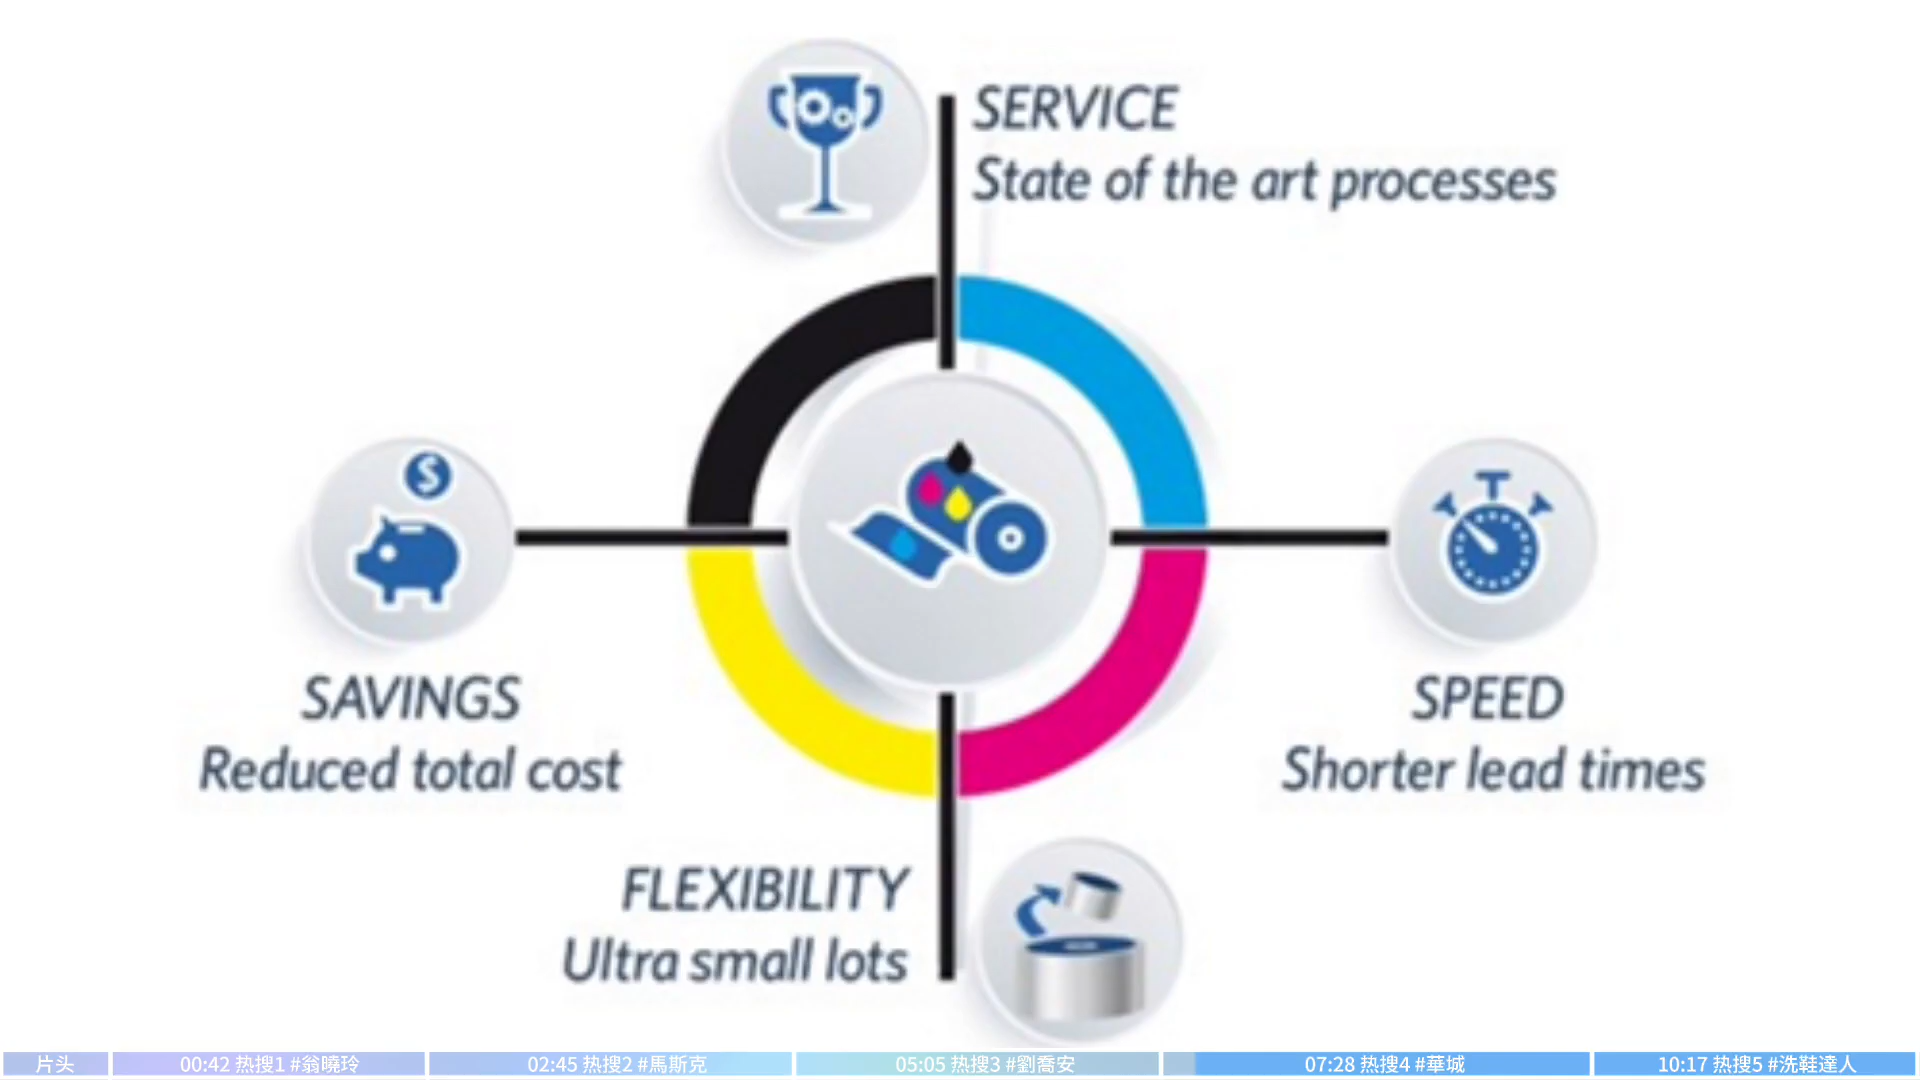 SERVICE
State of the art processes
$
SAVINGS
Reduced total cost
SPEED
Shorter lead times
FLEXIBILITY
Ultra small lots
片头
00:42 热搜1 #翁曉玲
02:45 热搜2 #馬斯克
05:05 热搜3 #劉喬安
07:28 热搜4 #華城
10:17 热搜5 #洗鞋達人